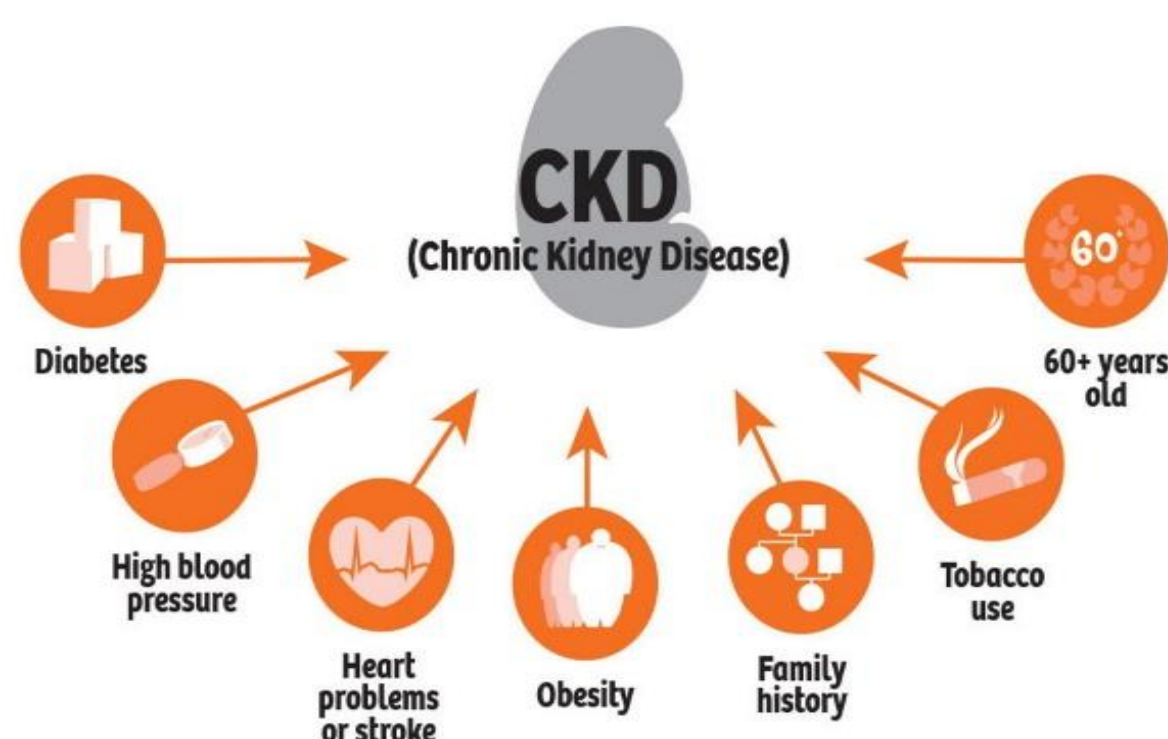 CKD
(Chronic Kidney Disease)
60+
Diabetes
60+ years
old
High blood
pressure
Tobacco
use
Heart
problems
or stroke
Obesity
Family
history